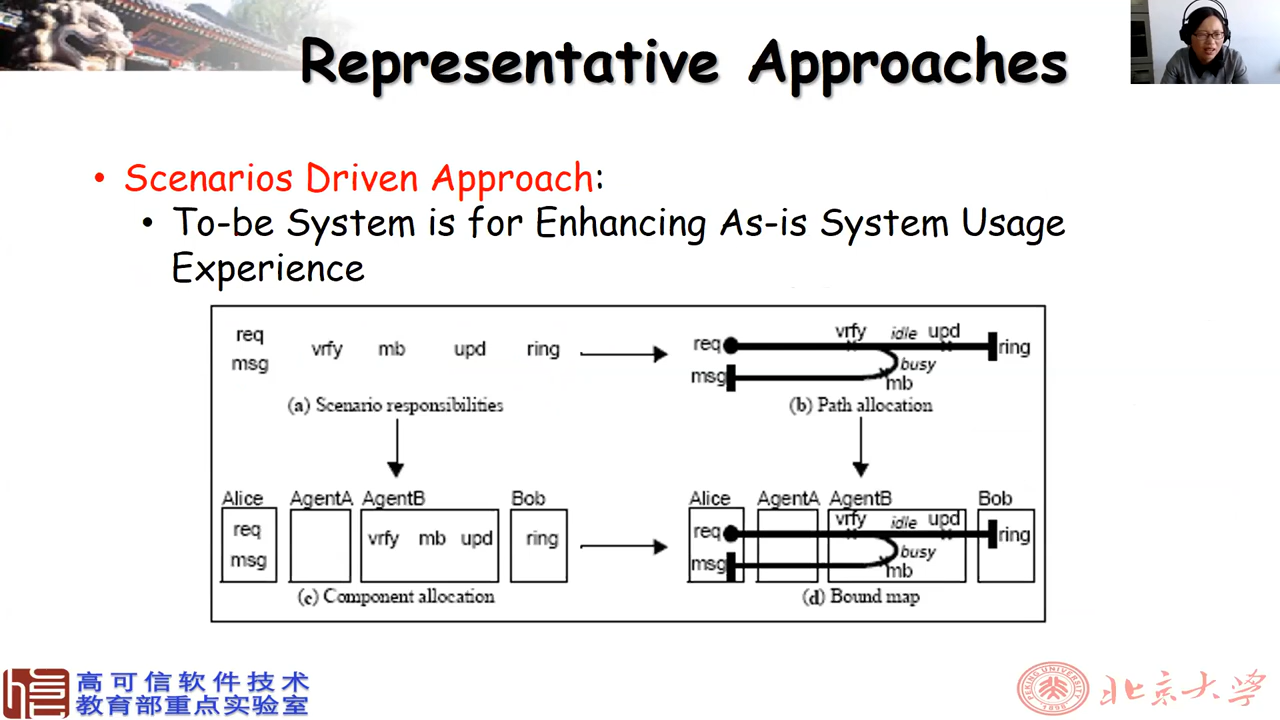 Representative Approaches
• Scenarios Driven Approach:
• To-be System is for Enhancing As-is System Usage
Experience
req
msg
vrfy mb upd ring
(a) Scenario responsibilities
req vrfy idle upd ring
busy
msg mb
(b) Path allocation
Alice AgentA AgentB Bob
req
msg
vrfy mb upd ring
(c) Component allocation
Alice AgentA AgentB Bob
req vrfy idle upd ring
busy
msg mb
(d) Bound map
高可信软件技术
教育部重点实验室
PEKING UNIVERSITY
1898
北京大学